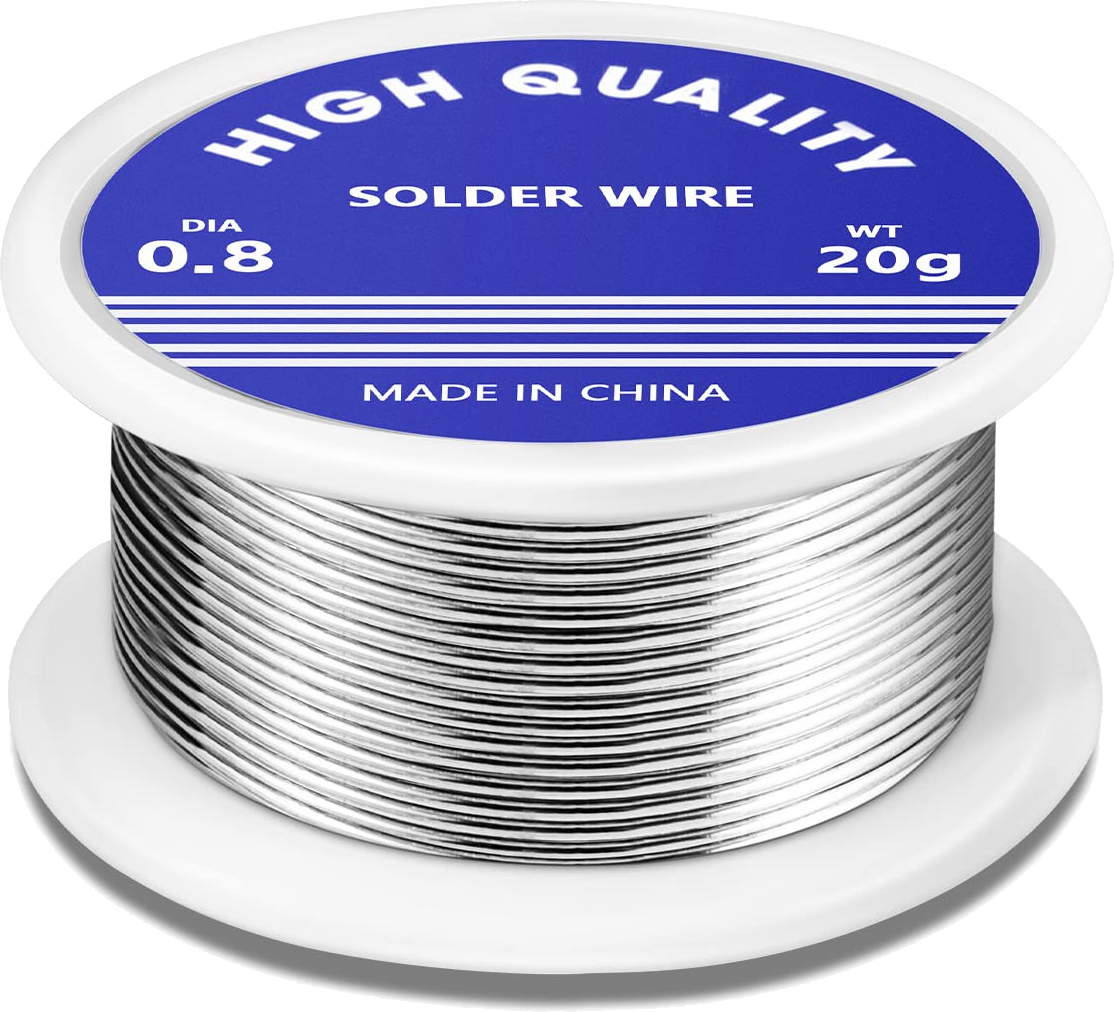 HIGH QUALITY
SOLDER WIRE
DIA
0.8
WT
20g
MADE IN CHINA